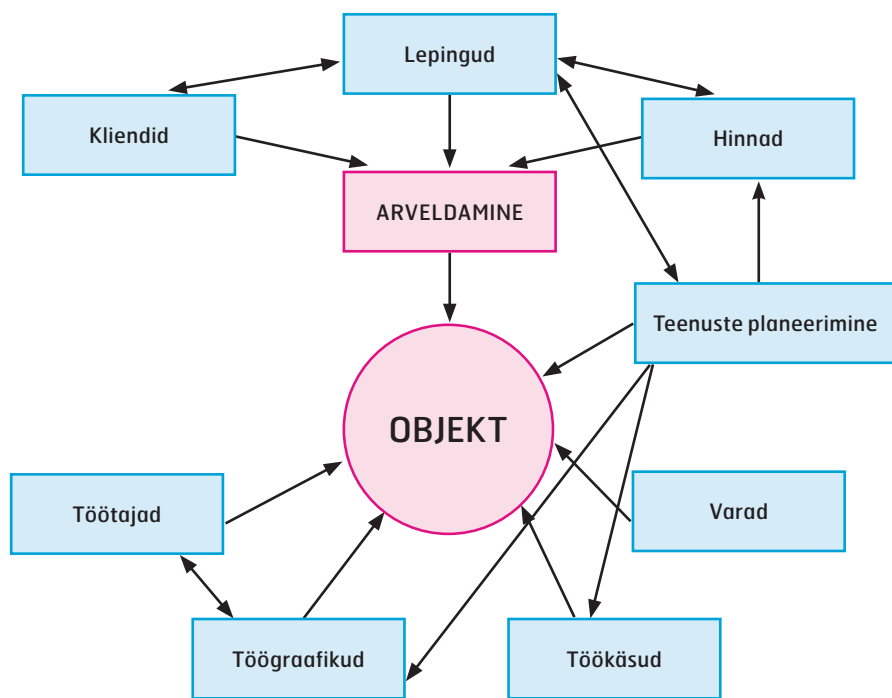 Lepingud
Kliendid
Hinnad
ARVELDAMINE
Teenuste planeerimine
OBJEKT
Töötajad
Varad
Töögraafikud
Töökäsud